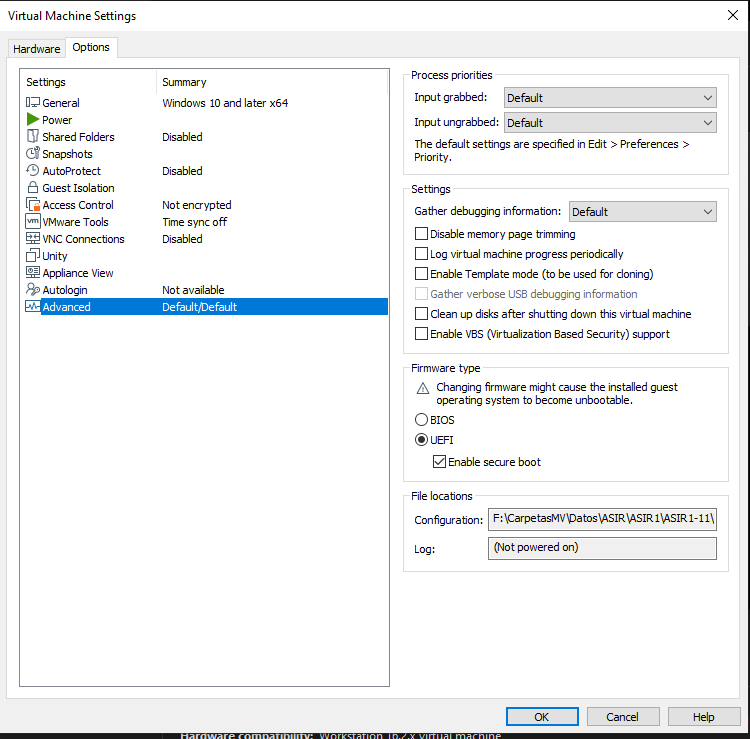 Virtual Machine Settings
Hardware Options
Settings Summary
General Windows 10 and later x64
Power
Shared Folders Disabled
Snapshots
AutoProtect Disabled
Guest Isolation
Access Control Not encrypted
vm VMware Tools Time sync off
VNC Connections Disabled
Unity
Appliance View
Autologin Not available
Advanced Default/Default
Process priorities
Input grabbed: Default
Input ungrabbed: Default
The default settings are specified in Edit > Preferences >
Priority.
Settings
Gather debugging information: Default
Disable memory page trimming
Log virtual machine progress periodically
Enable Template mode (to be used for cloning)
Gather verbose USB debugging information
Clean up disks after shutting down this virtual machine
Enable VBS (Virtualization Based Security) support
Firmware type
Changing firmware might cause the installed guest
operating system to become unbootable.
BIOS
UEFI
Enable secure boot
File locations
Configuration: F:\CarpetasMV\Datos\ASIR\ASIR1\ASIR1-11\
Log: (Not powered on)
OK Cancel Help
Hardware compatibility: Workstation 16.2.x virtual machine